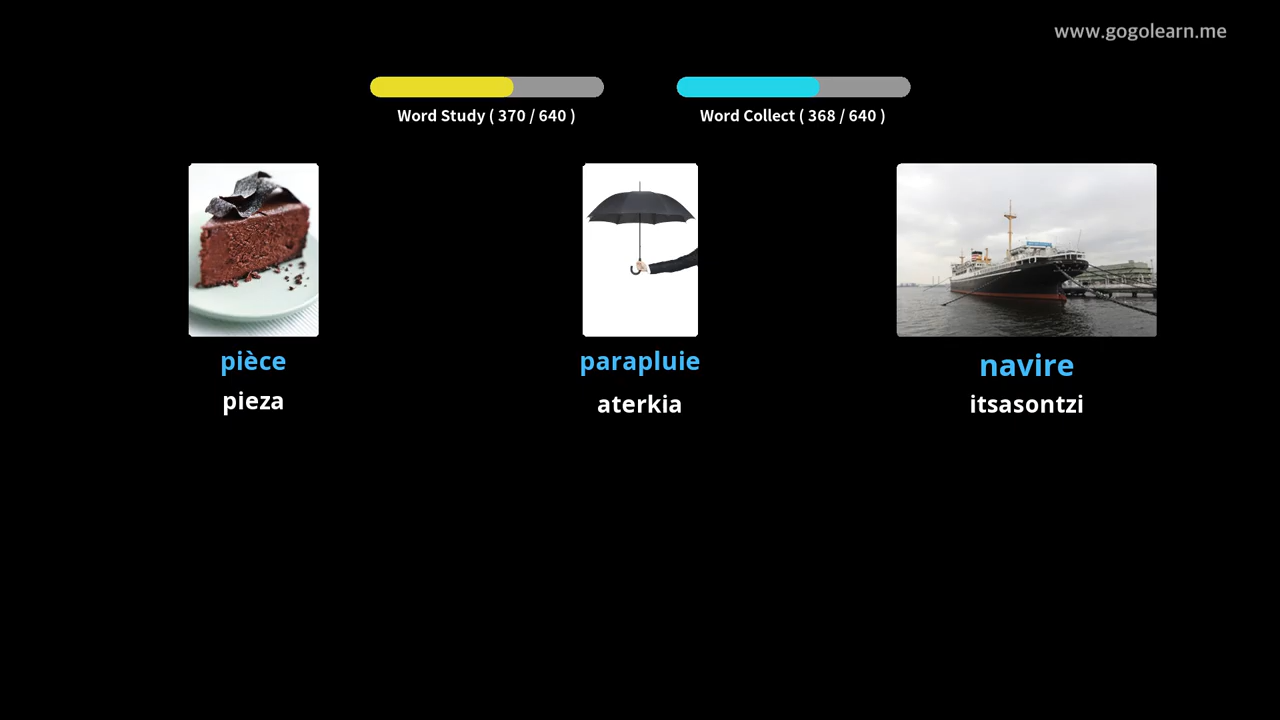 www.gogolearn.me
Word Study ( 370 / 640 )
Word Collect ( 368 / 640 )
pièce
pieza
parapluie
aterkia
navire
itsasontzi